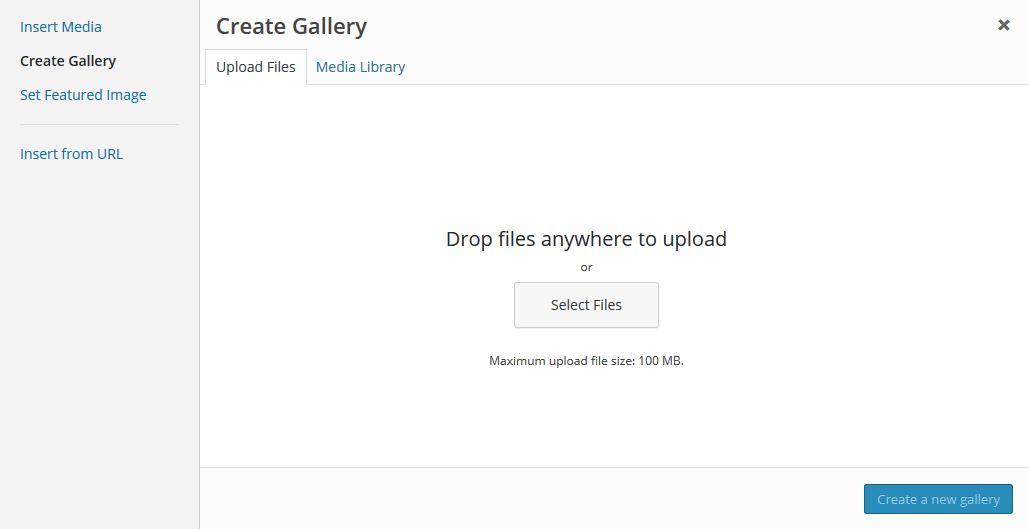 Insert Media
Create Gallery
Set Featured Image
Insert from URL
Create Gallery
Upload Files
Media Library
Drop files anywhere to upload
or
Select Files
Maximum upload file size: 100 MB.
Create a new gallery